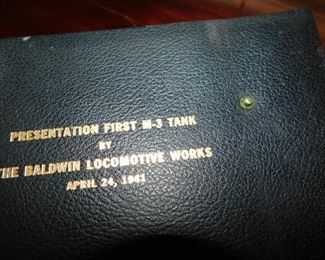 PRESENTATION FIRST M-3 TANK
BY
THE BALDWIN LOCOMOTIVE WORKS
APRIL 24, 1941